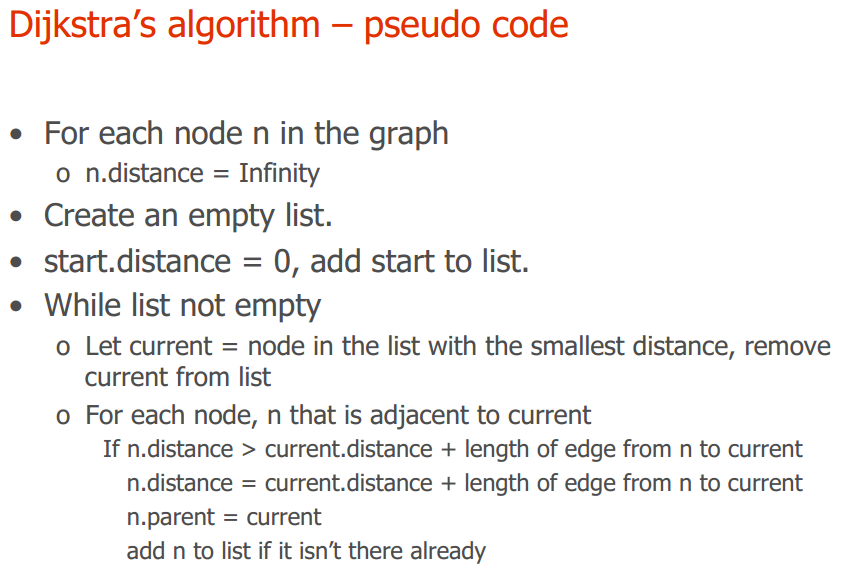 Dijkstra's algorithm – pseudo code
• For each node n in the graph
o n.distance = Infinity
• Create an empty list.
• start.distance = 0, add start to list.
• While list not empty
o Let current = node in the list with the smallest distance, remove
current from list
o For each node, n that is adjacent to current
If n.distance > current.distance + length of edge from n to current
n.distance = current.distance + length of edge from n to current
n.parent = current
add n to list if it isn't there already